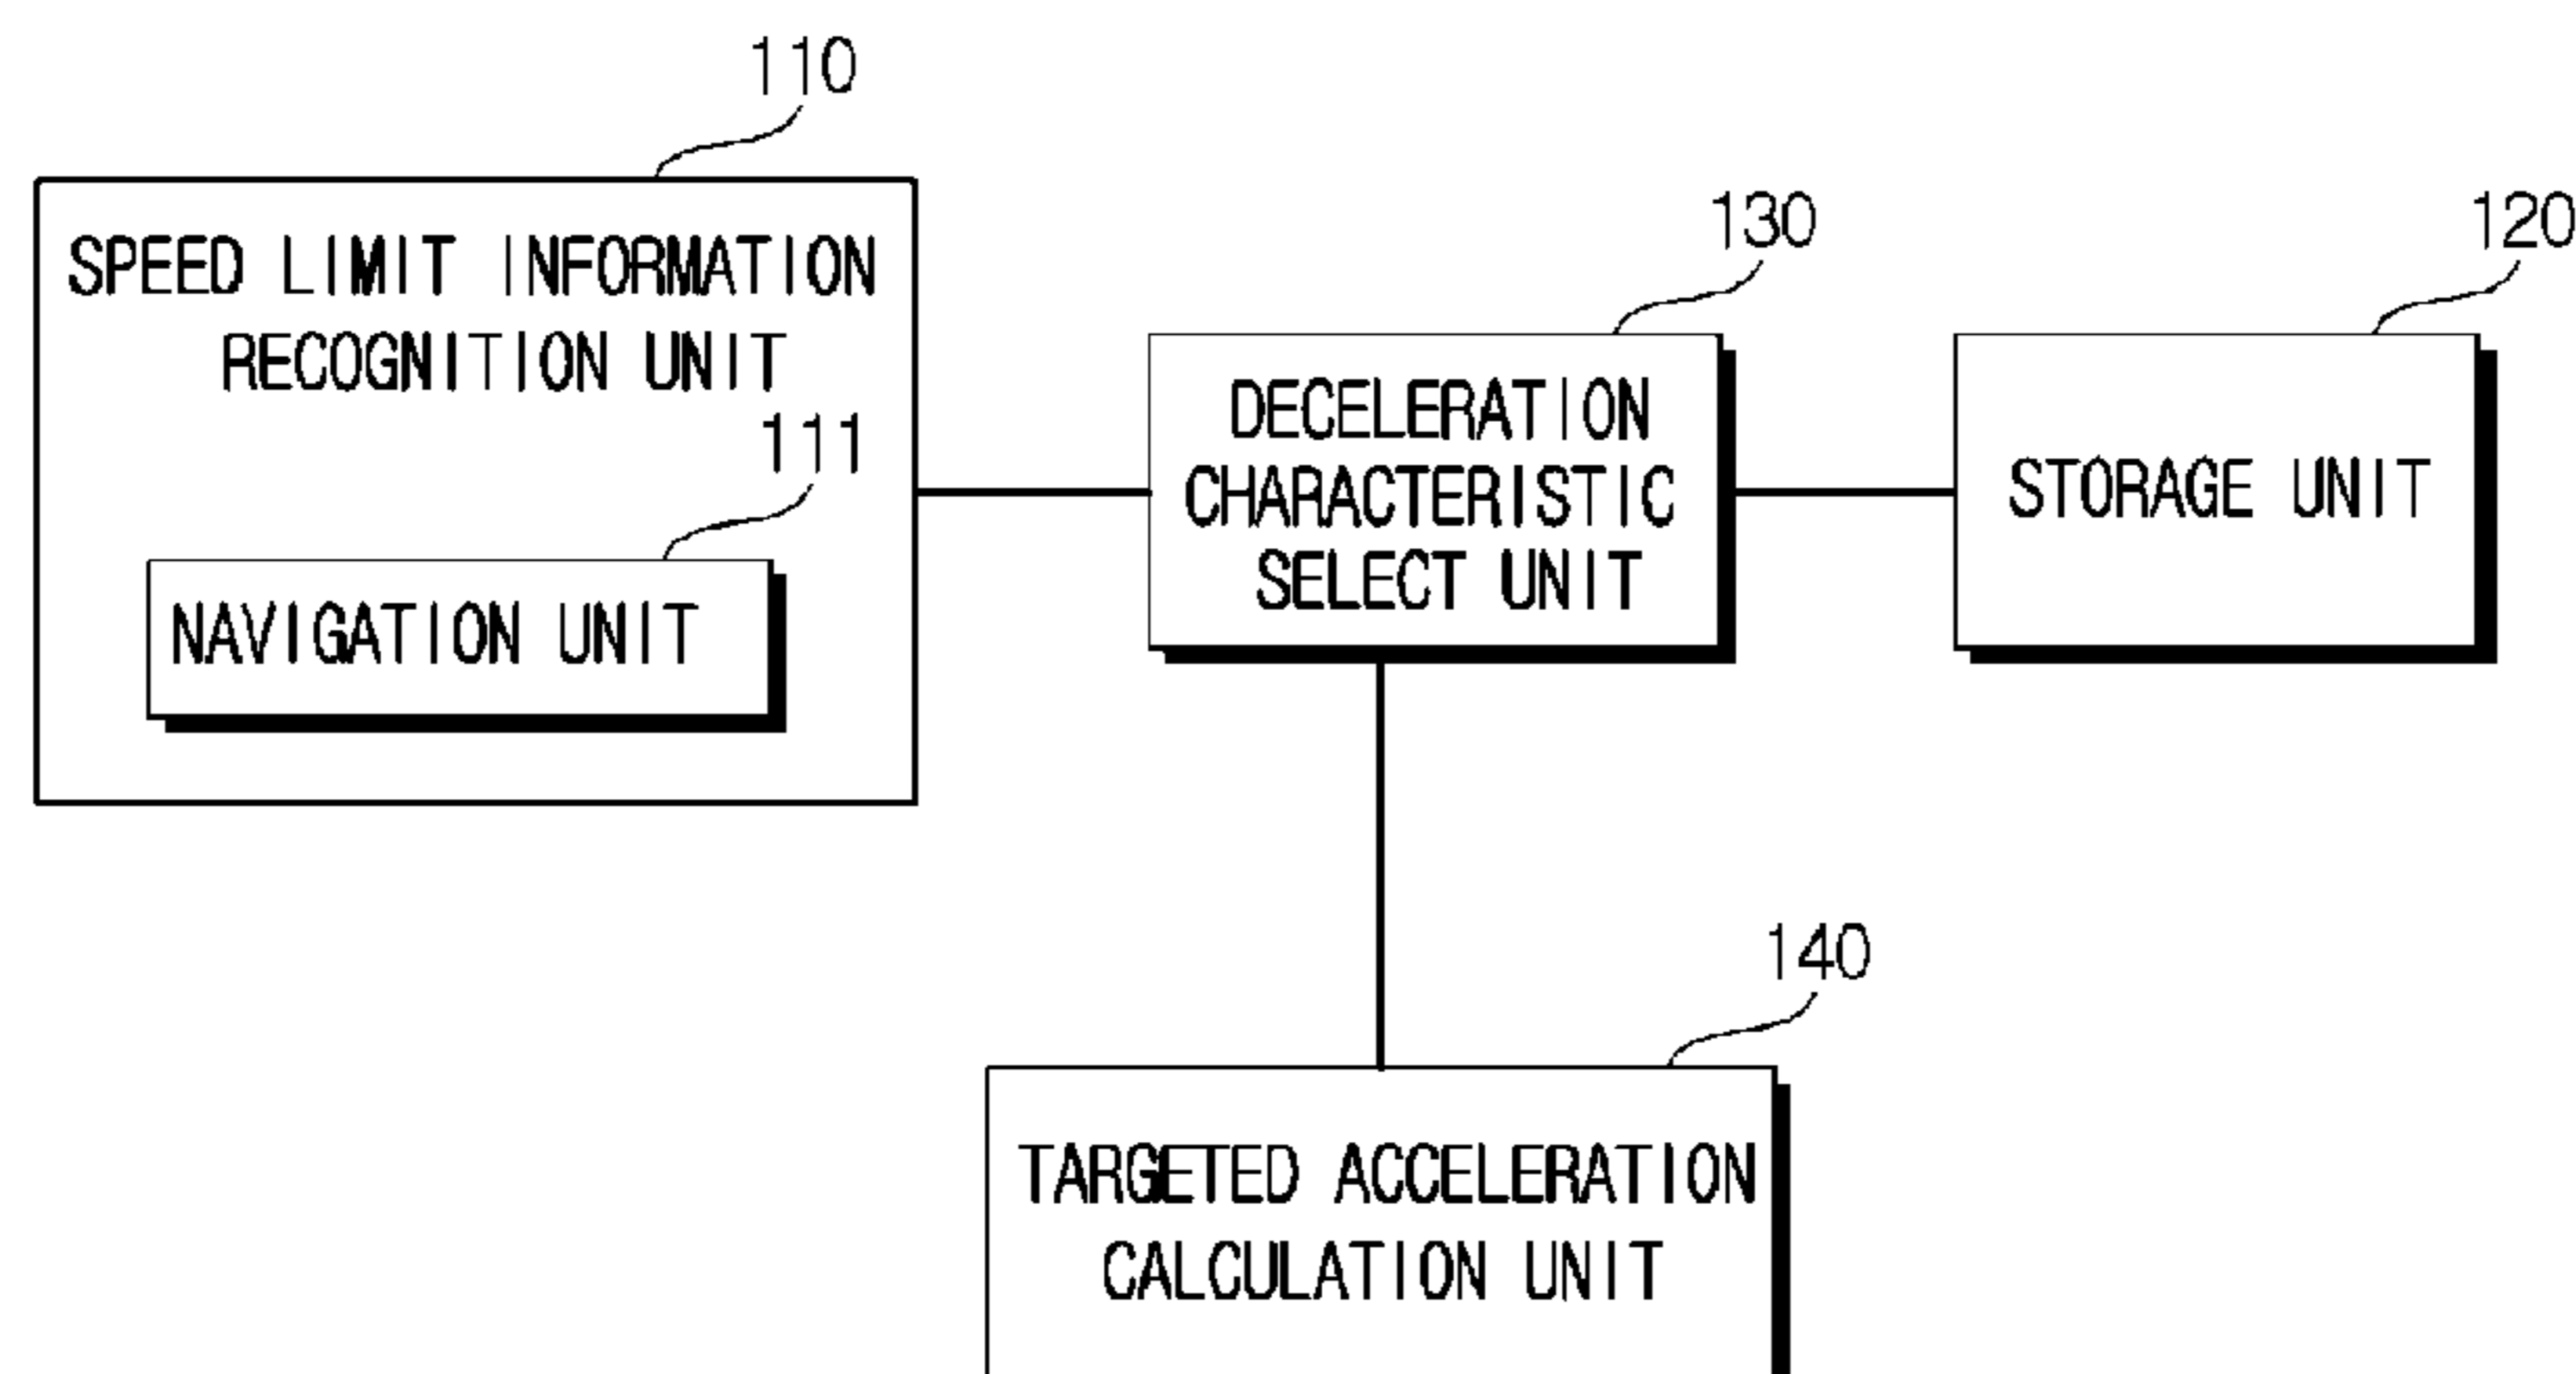 110
SPEED LIMIT INFORMATION
RECOGNITION UNIT
111
NAVIGATION UNIT
130
DECELERATION
CHARACTERISTIC
SELECT UNIT
120
STORAGE UNIT
140
TARGETED ACCELERATION
CALCULATION UNIT